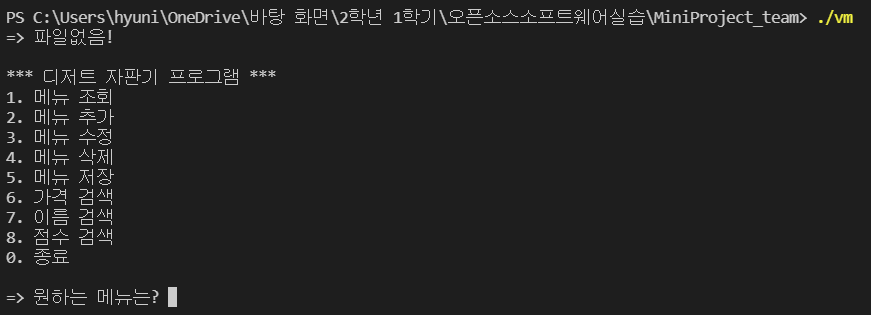 PS C:\Users\hyuni\OneDrive\바탕 화면\2학년 1학기\오픈소스소프트웨어실습\MiniProject_team> ./vm
=> 파일없음!
*** 디저트 자판기 프로그램 ***
1. 메뉴 조회
2. 메뉴 추가
3. 메뉴 수정
4. 메뉴 삭제
5. 메뉴 저장
6. 가격 검색
7. 이름 검색
8. 점수 검색
0. 종료
=> 원하는 메뉴는?